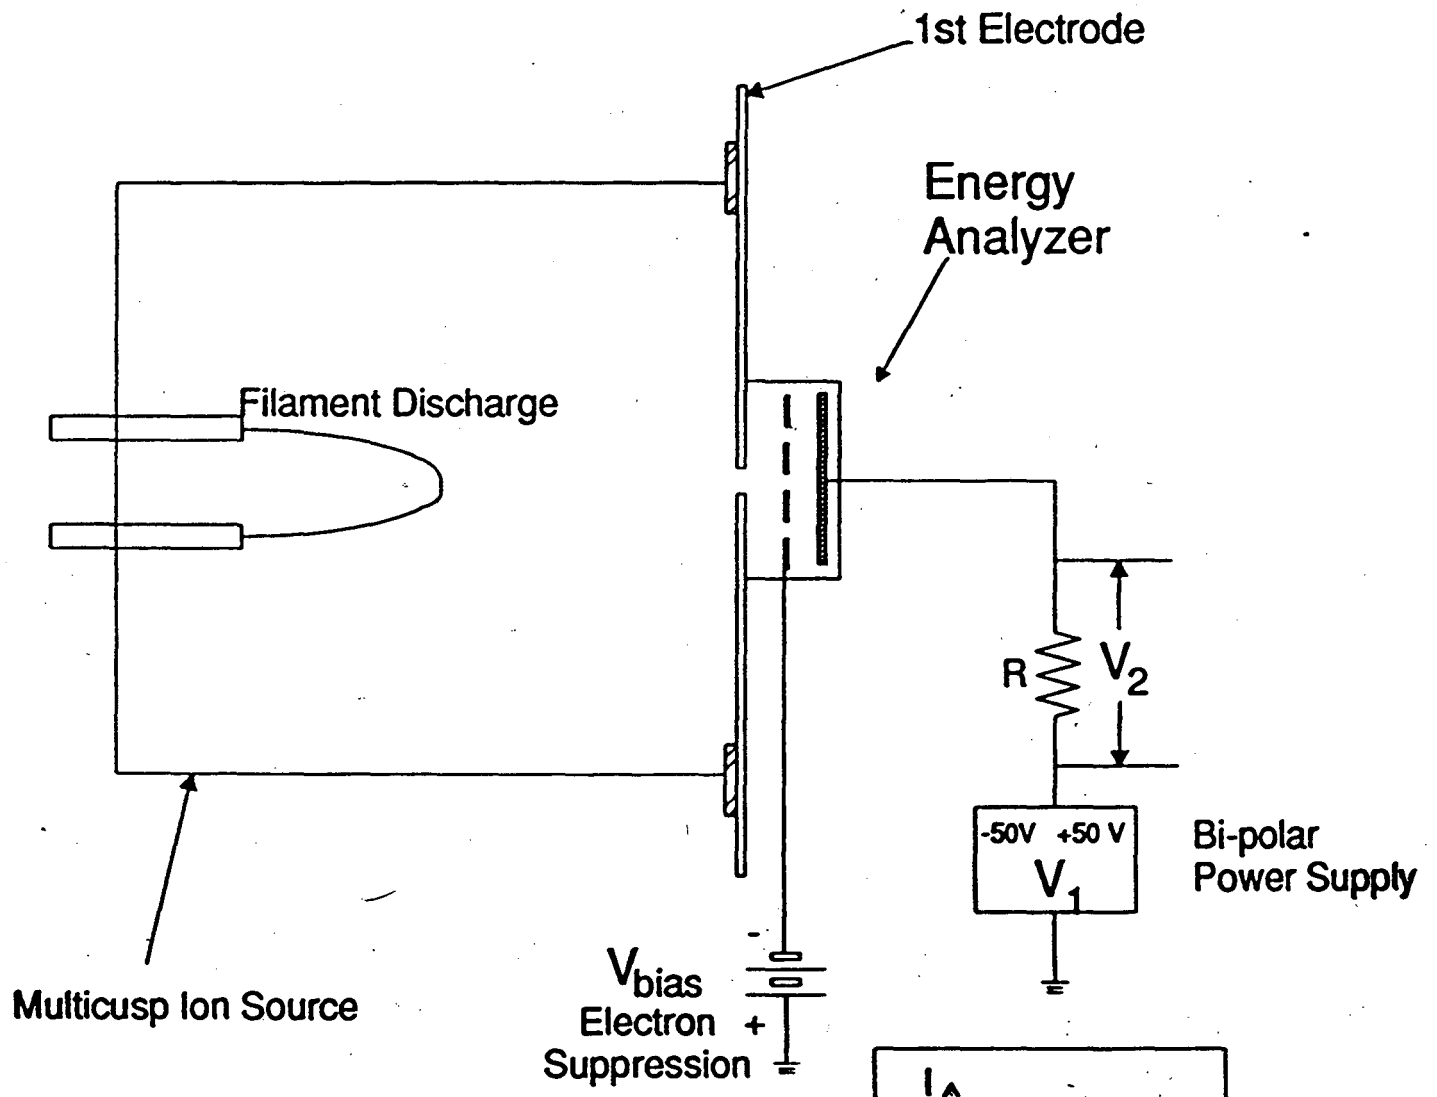 1st Electrode
Energy
Analyzer
Filament Discharge
R
V2
-50V +50 V
V1
Bi-polar
Power Supply
-
Vbias
Electron +
Suppression
Multicusp Ion Source
I